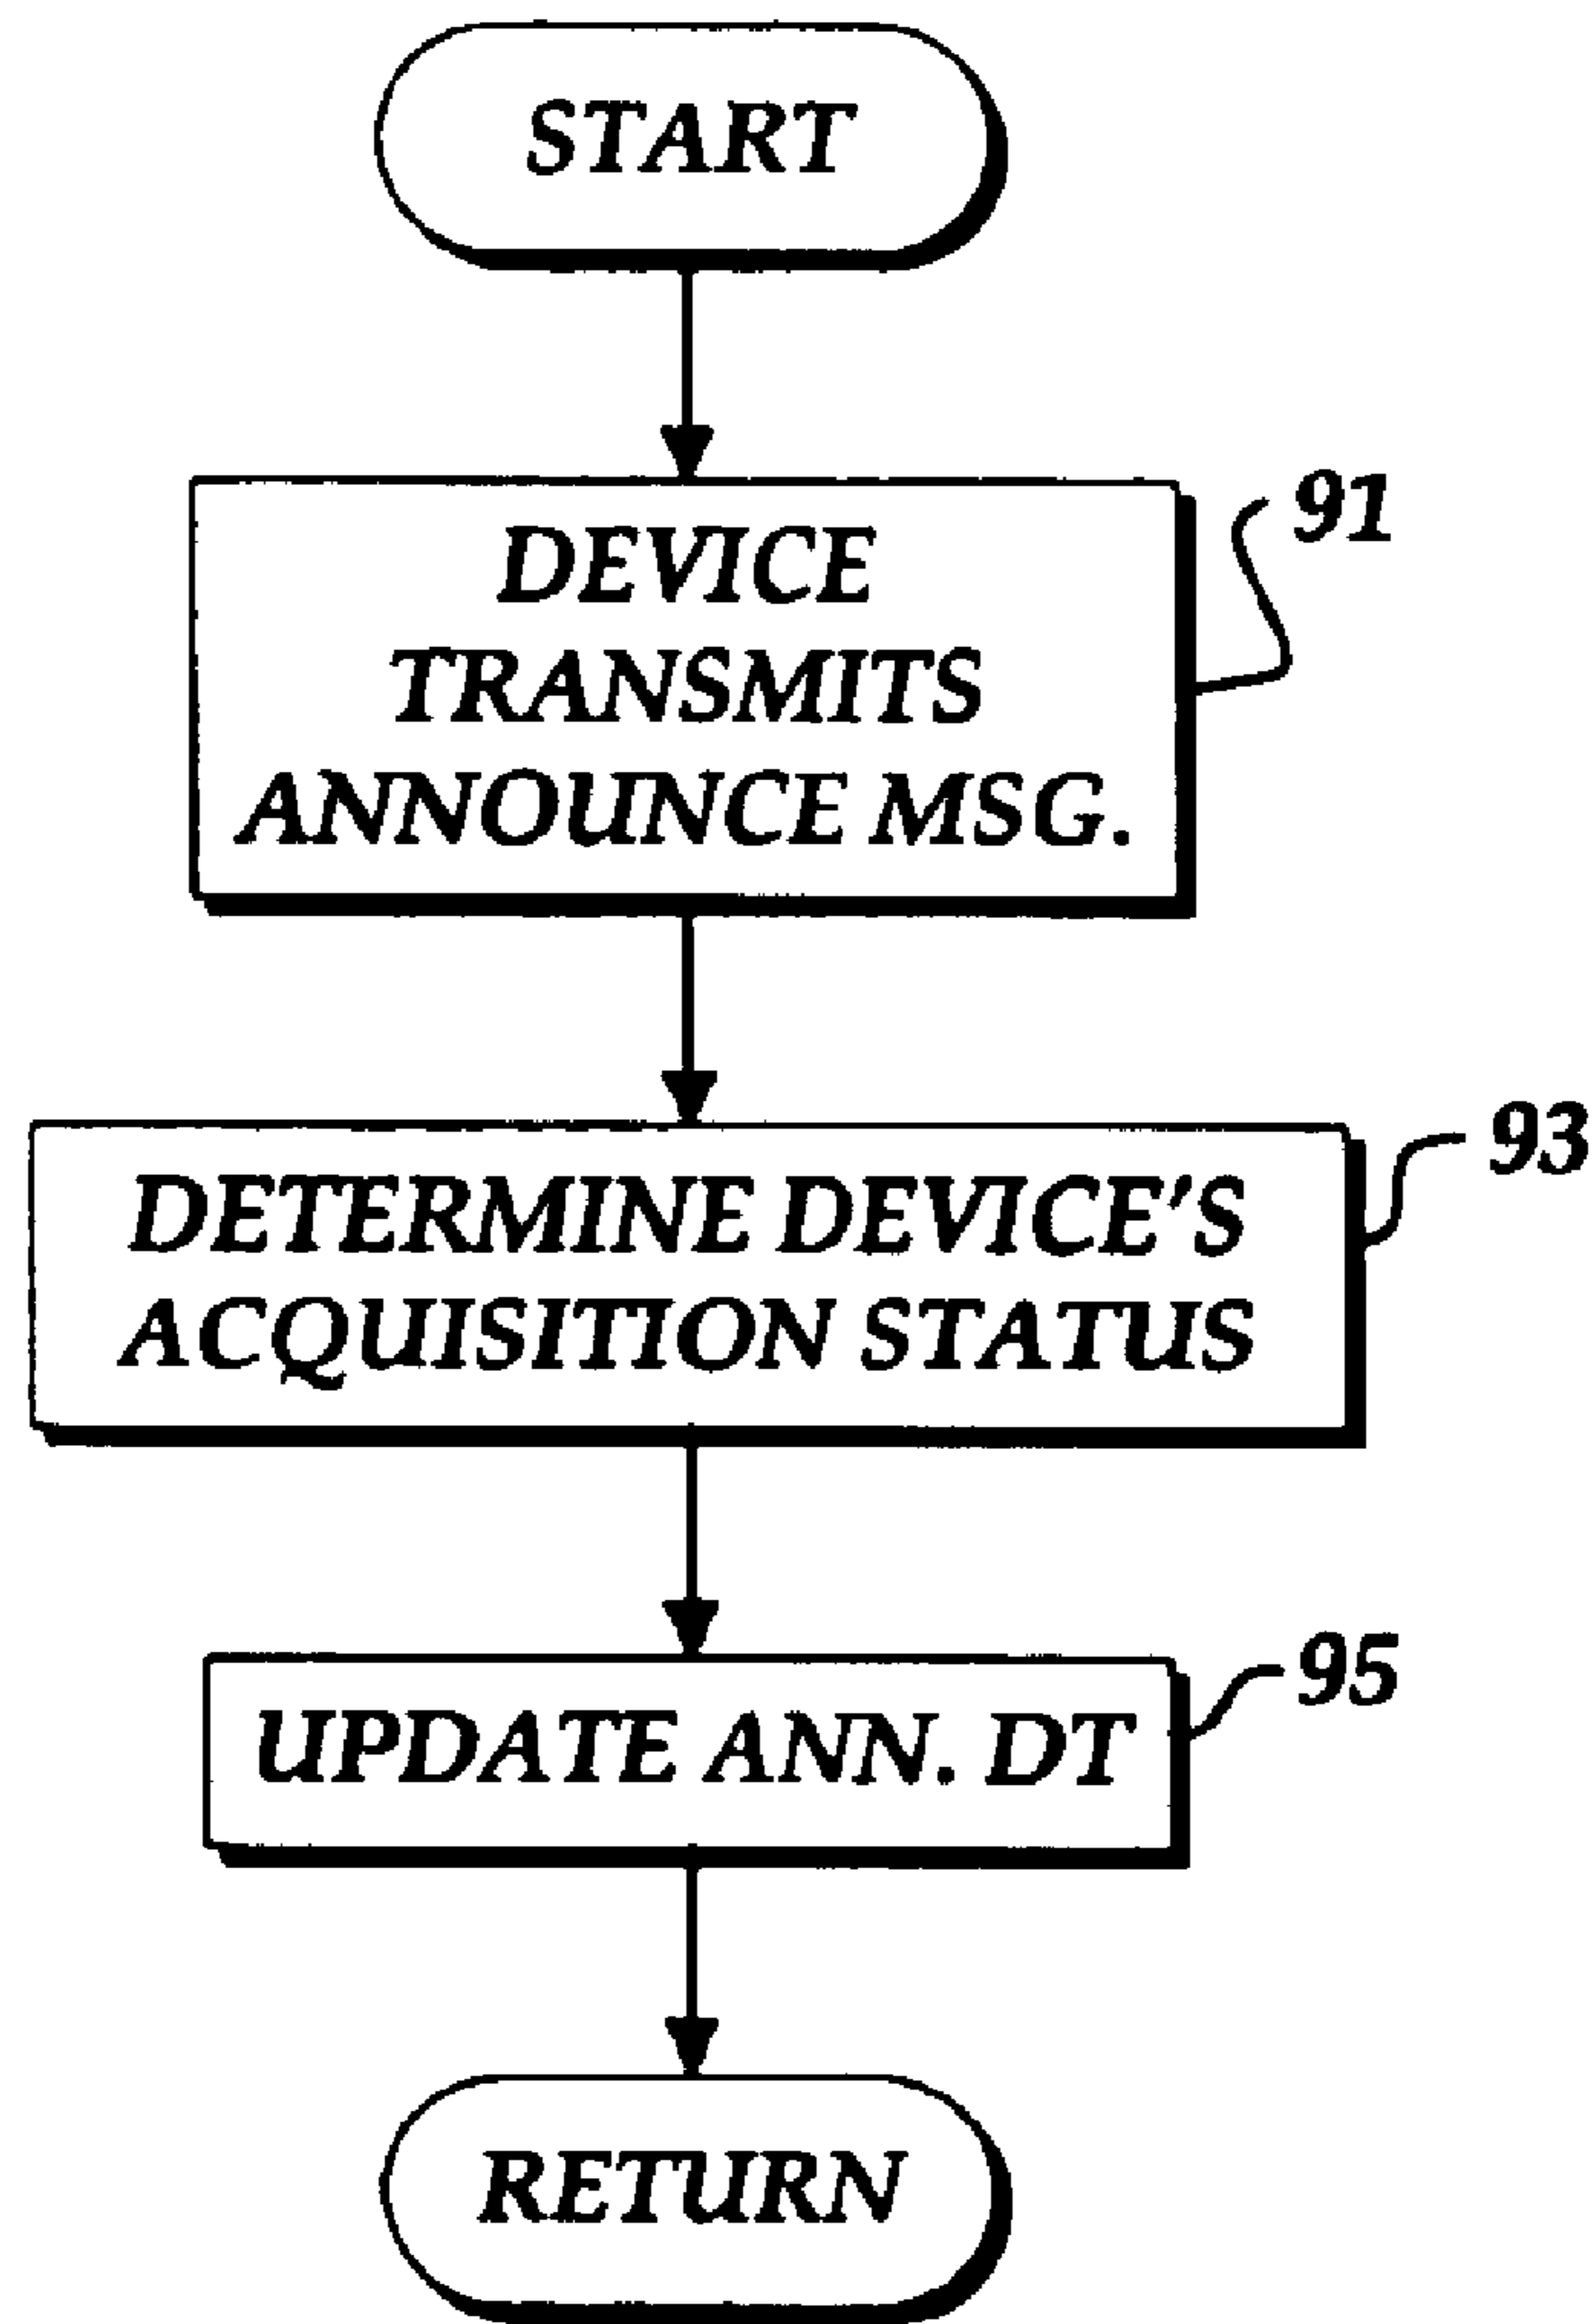 START
DEVICE
TRANSMITS
ANNOUNCE MSG.
91
DETERMINE DEVICE'S
ACQUISITION STATUS
93
UPDATE ANN. DT
95
RETURN